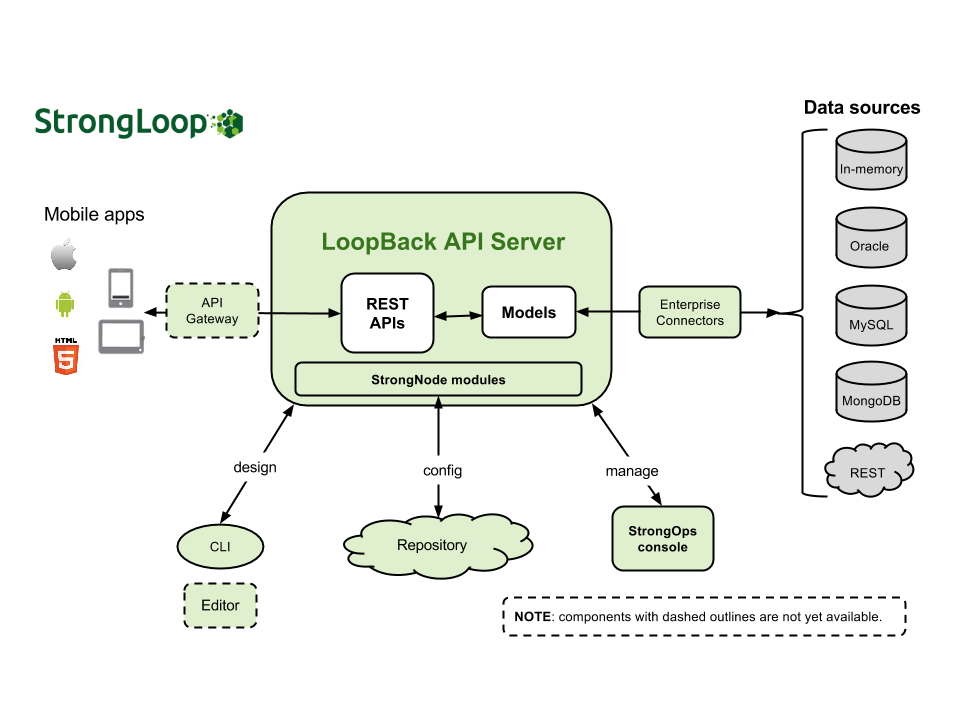 Data sources
StrongLoop
In-memory
Mobile apps
LoopBack API Server
Oracle
API
Gateway
REST
APIs
Models
Enterprise
Connectors
MySQL
HTML
5
StrongNode modules
MongoDB
design
config
manage
REST
CLI
Repository
StrongOps
console
Editor
NOTE: components with dashed outlines are not yet available.